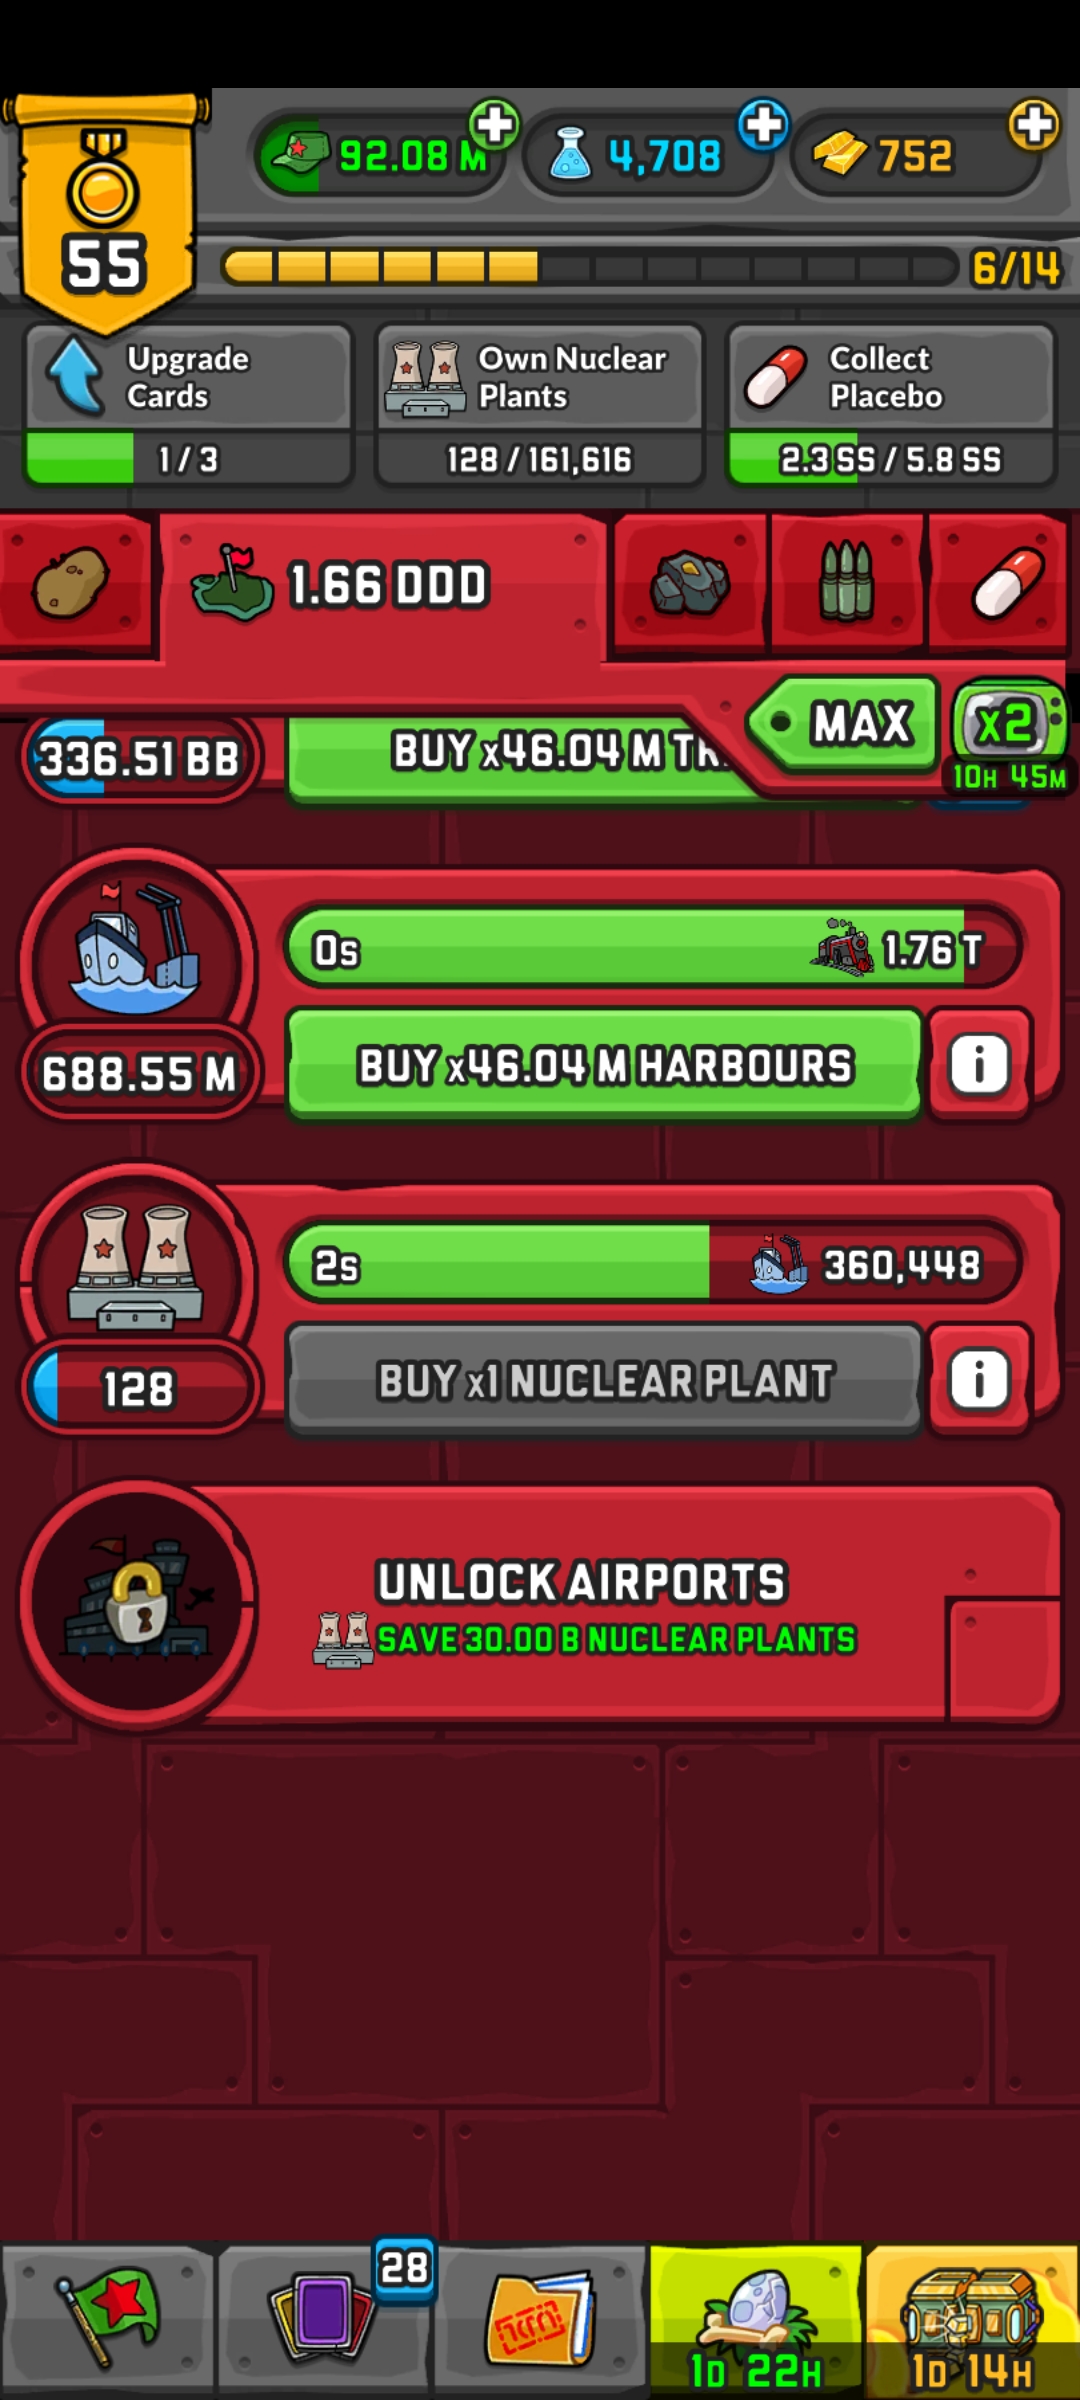 92.08 M
4,708
752
55
6/14
Upgrade
Cards
1 / 3
Own Nuclear
Plants
128 / 161,616
Collect
Placebo
2.3 SS / 5.8 SS
1.66 DDD
MAX
X2
10H 45M
336.51 BB
BUY x46.04 M
0s
1.76 T
688.55 M
BUY x46.04 M HARBOURS
i
2s
360,448
128
BUY x1 NUCLEAR PLANT
i
UNLOCK AIRPORTS
SAVE 30.00 B NUCLEAR PLANTS
28
1D 22H
1D 14H